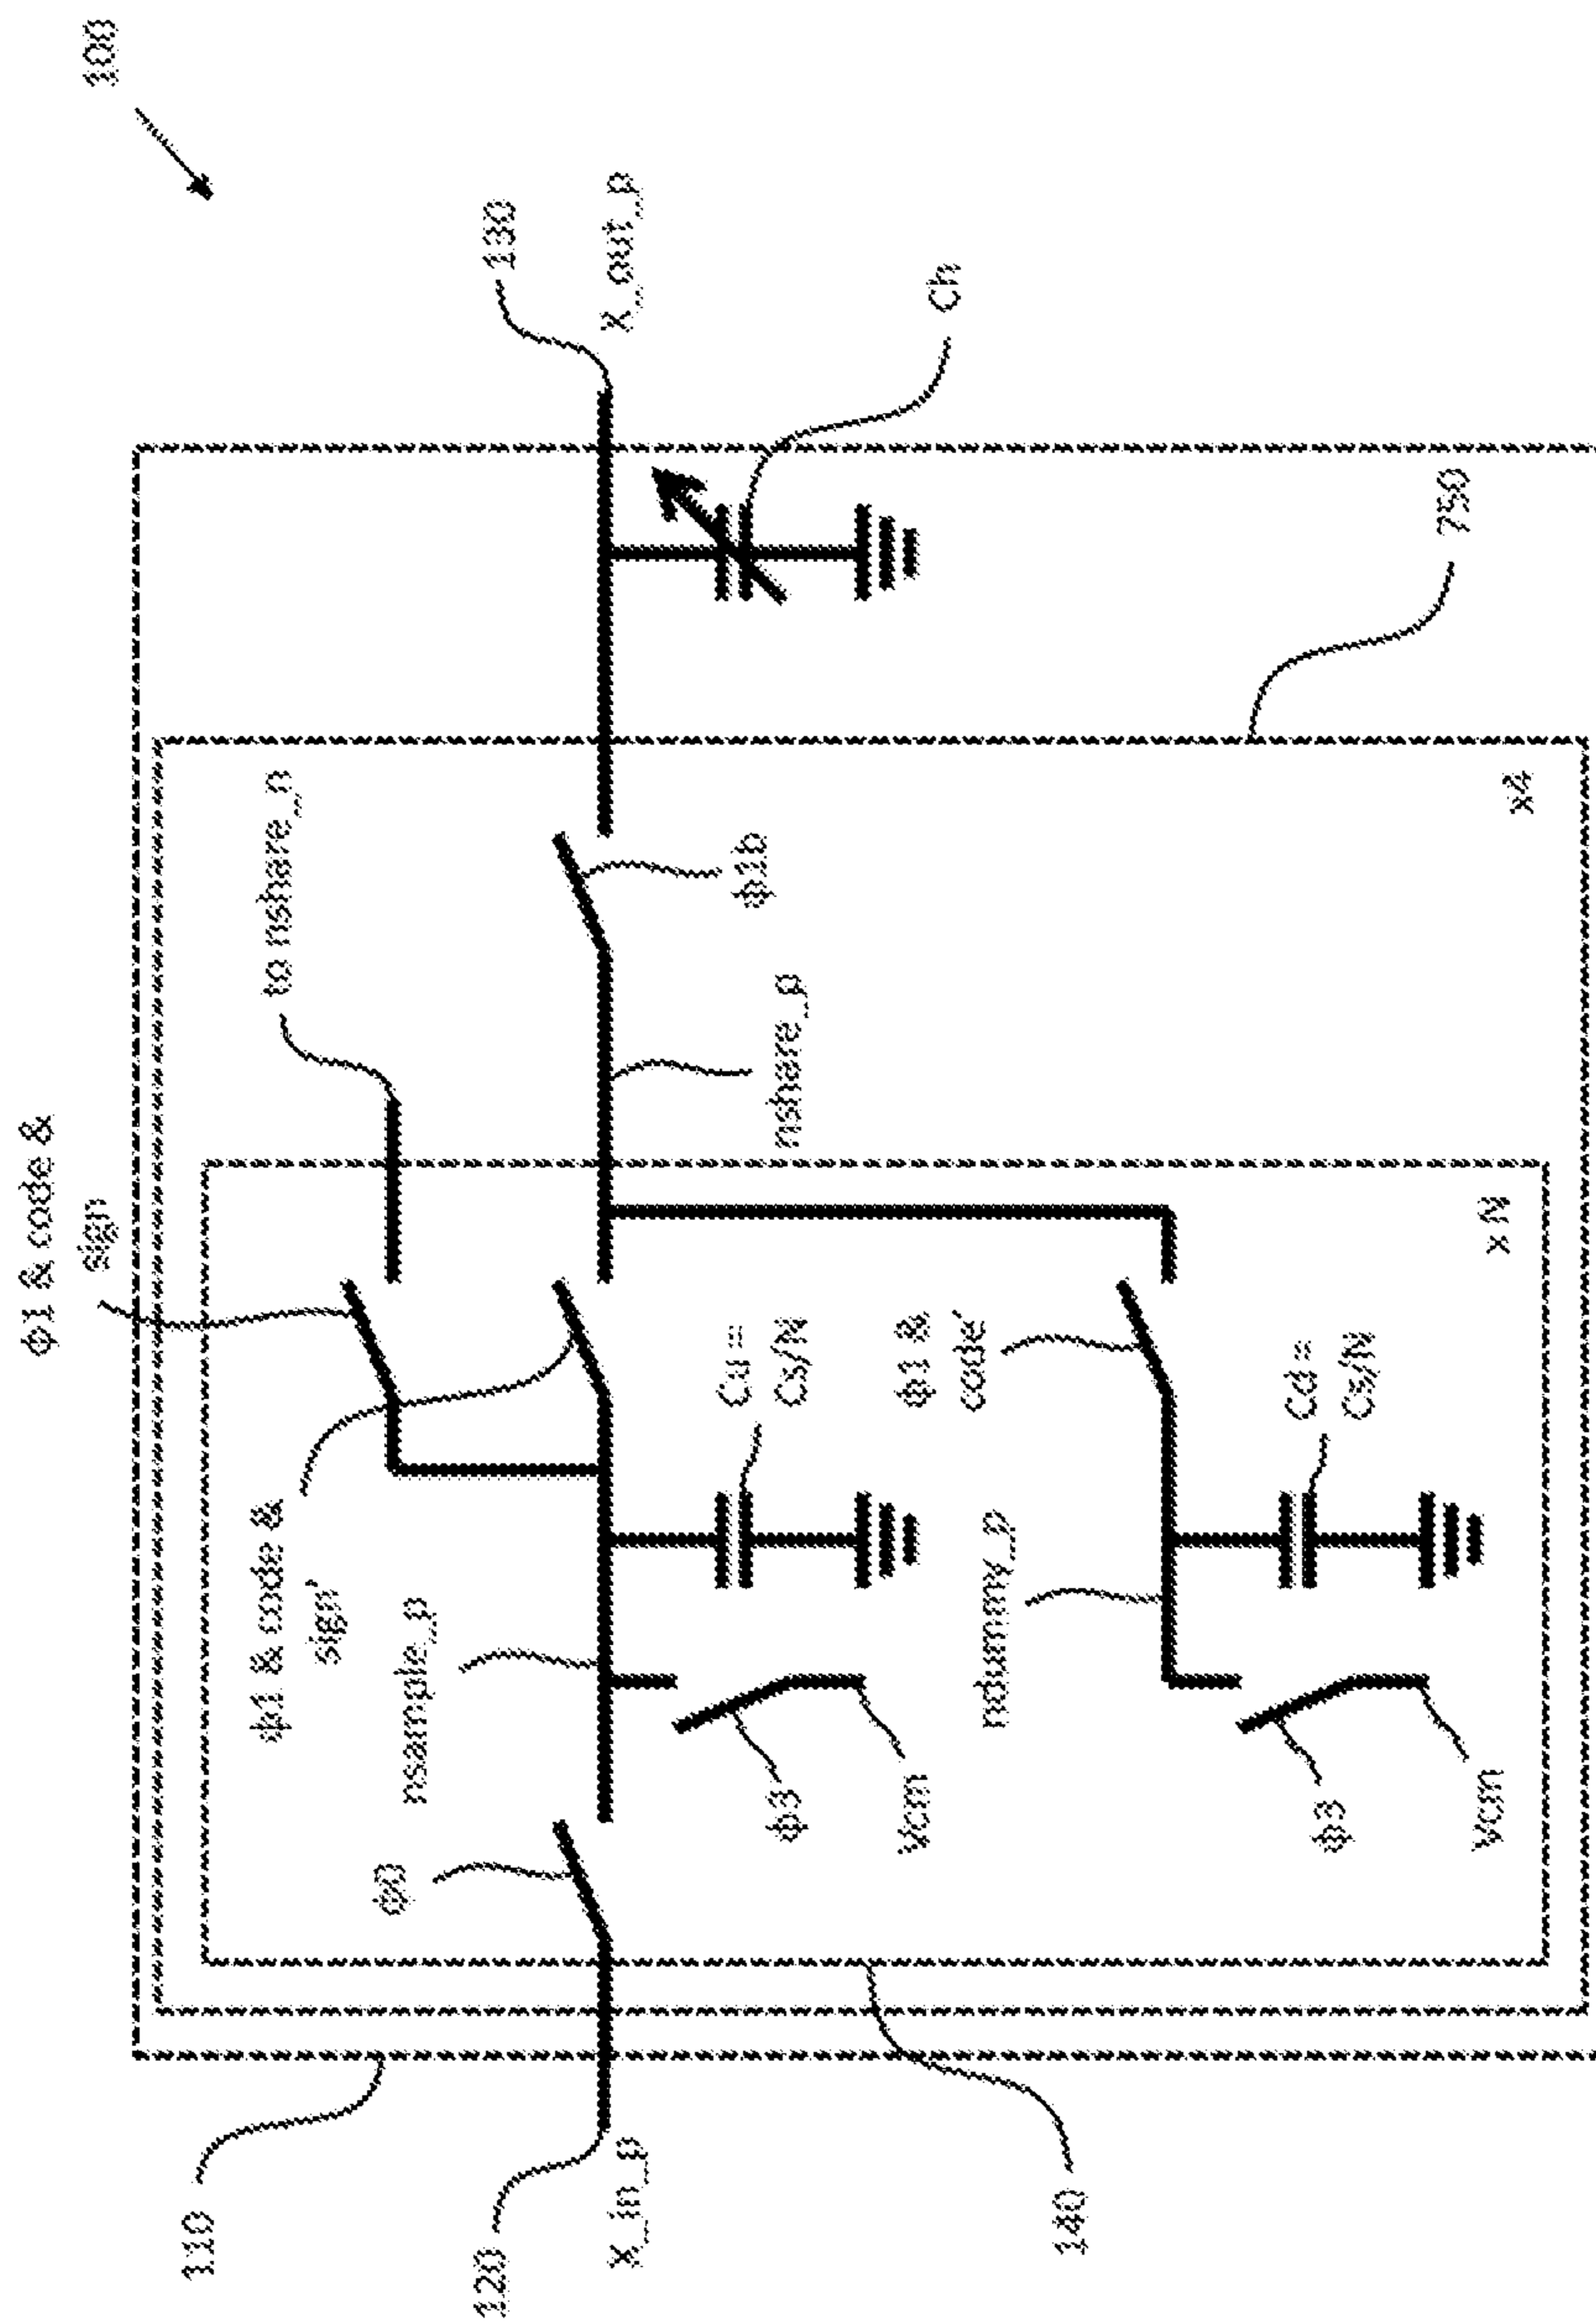 100
110
120
X_in_p
130
X_out_p
140
750
ϕ1 & code &
sign
ϕ1 & code &
sign'
to nshare_n
ϕ0
nsample_p
nshare_p
ϕ1b
Ch
ϕ3
Vcm
Cu =
Cs/N
ndummy_p
ϕ1 &
code'
ϕ3
Vcm
Cd =
Cs/N
x N
x4